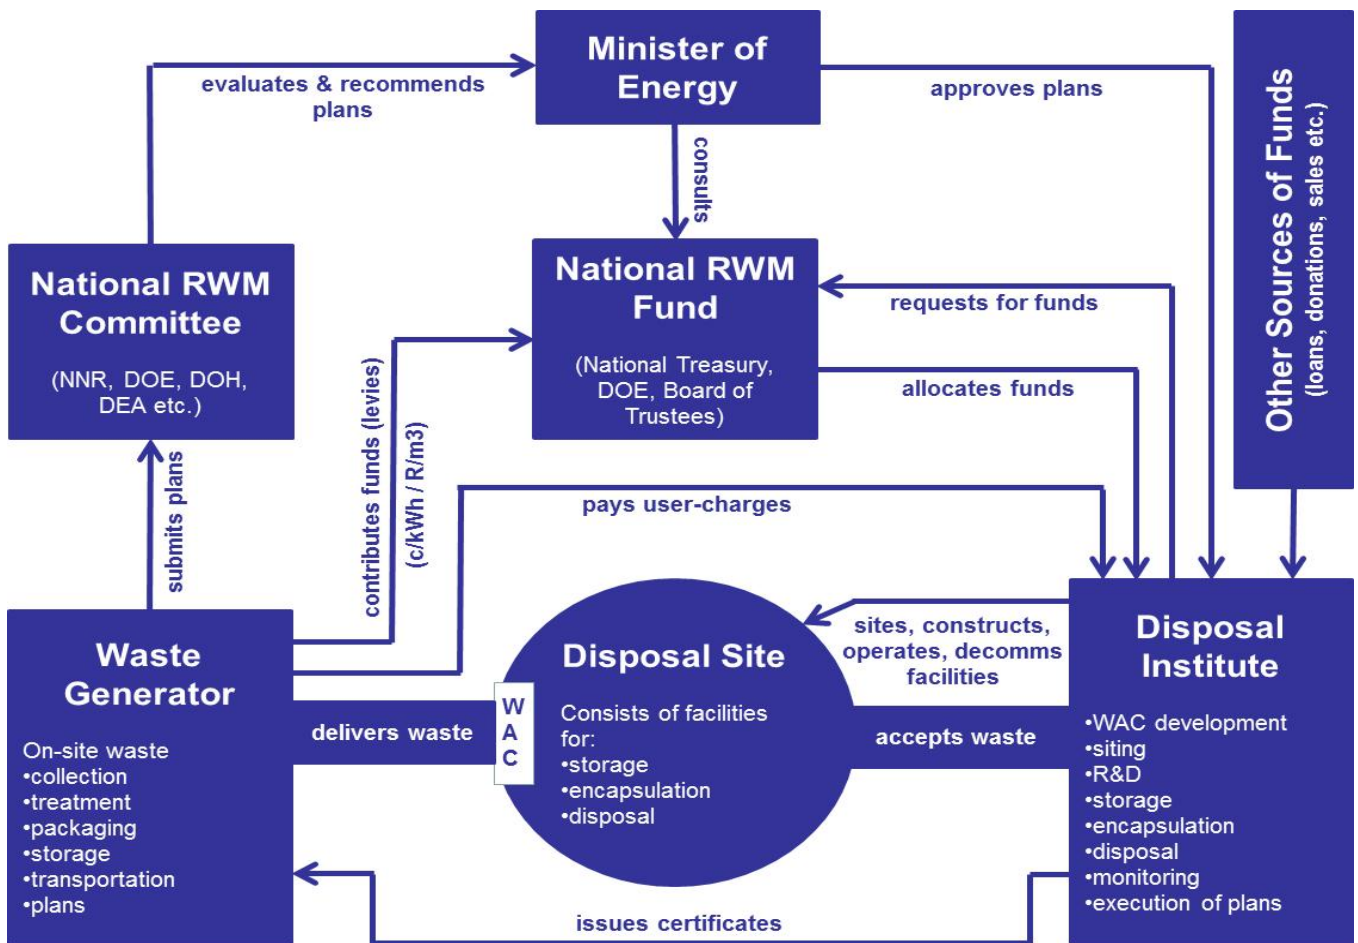 Minister of
Energy
evaluates & recommends
plans
approves plans
consults
Other Sources of Funds
(loans, donations, sales etc.)
National RWM
Committee
(NNR, DOE, DOH,
DEA etc.)
National RWM
Fund
(National Treasury,
DOE, Board of
Trustees)
requests for funds
allocates funds
submits plans
contributes funds (levies)
(c/kWh / R/m3)
pays user-charges
Waste
Generator
On-site waste
•collection
•treatment
•packaging
•storage
•transportation
•plans
delivers waste
W
A
C
Disposal Site
Consists of facilities
for:
•storage
•encapsulation
•disposal
sites, constructs,
operates, decomms
facilities
accepts waste
Disposal
Institute
•WAC development
•siting
•R&D
•storage
•encapsulation
•disposal
•monitoring
•execution of plans
issues certificates